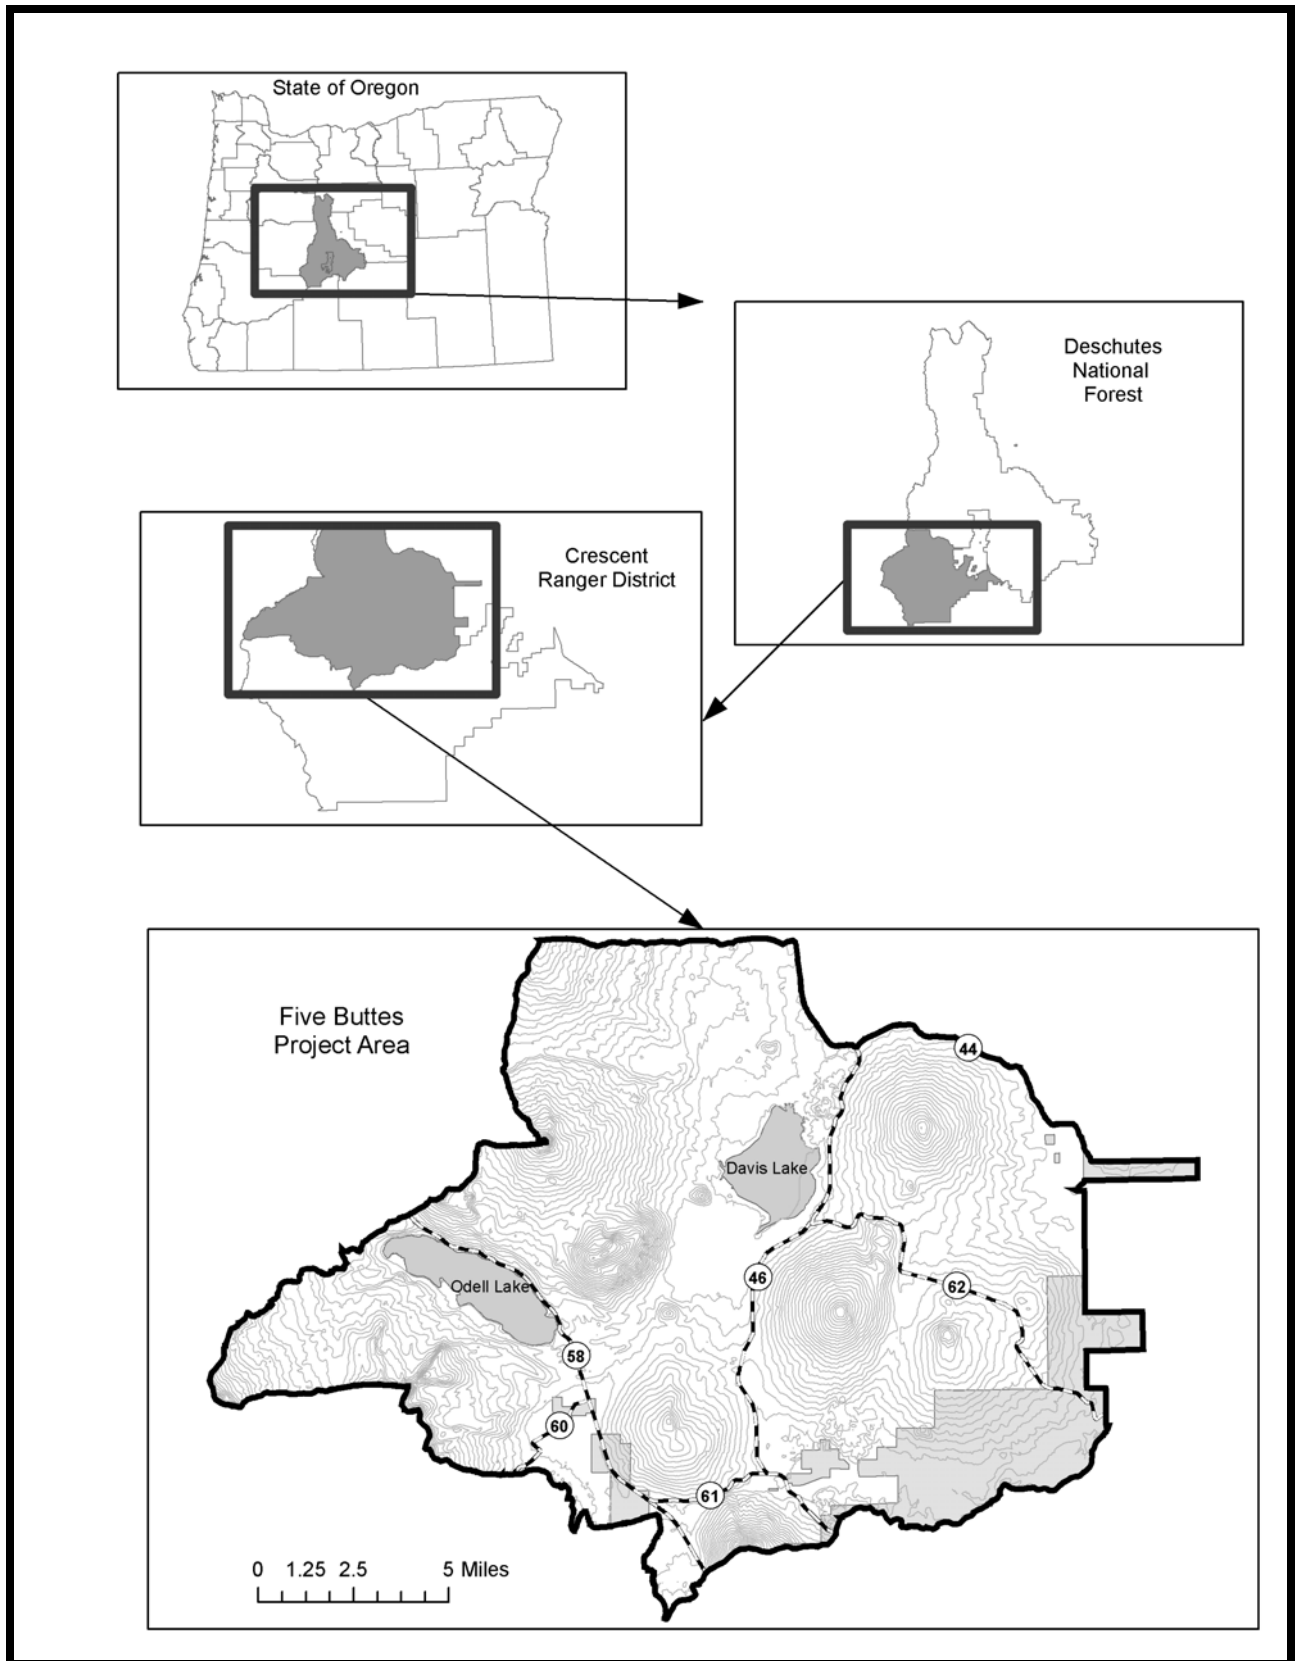 State of Oregon
Deschutes
National
Forest
Crescent
Ranger District
Five Buttes
Project Area
44
Davis Lake
46
62
Odell Lake
58
60
61
0 1.25 2.5 5 Miles